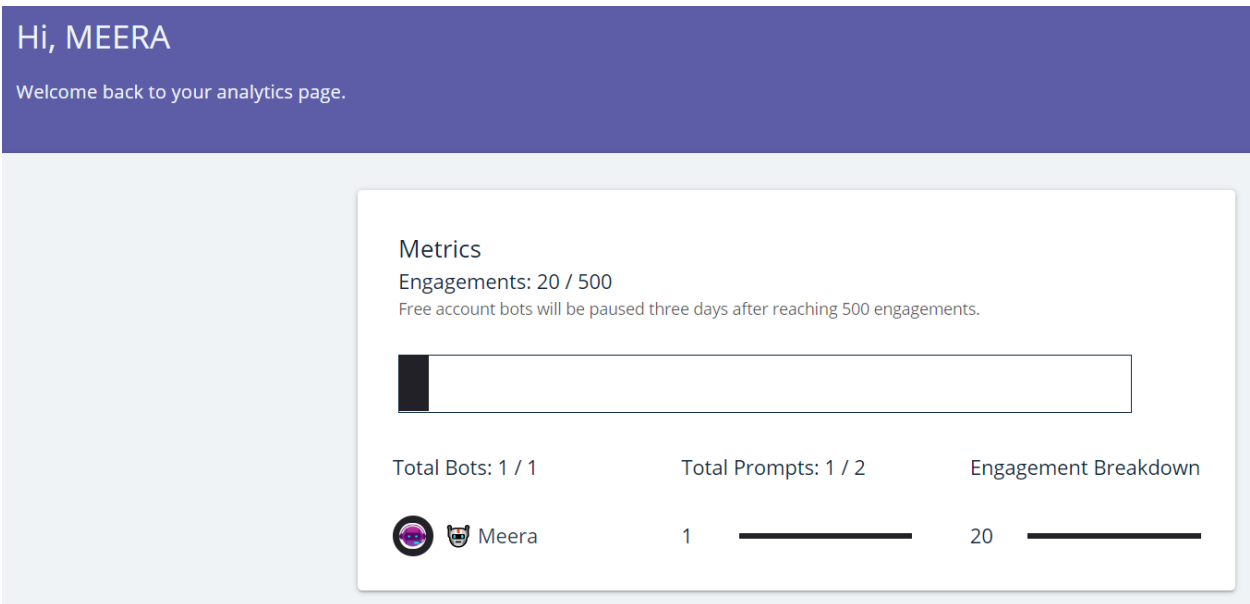 Hi, MEERA
Welcome back to your analytics page.
Metrics
Engagements: 20 / 500
Free account bots will be paused three days after reaching 500 engagements.
Total Bots: 1 / 1
Total Prompts: 1 / 2
Engagement Breakdown
Meera
1
20